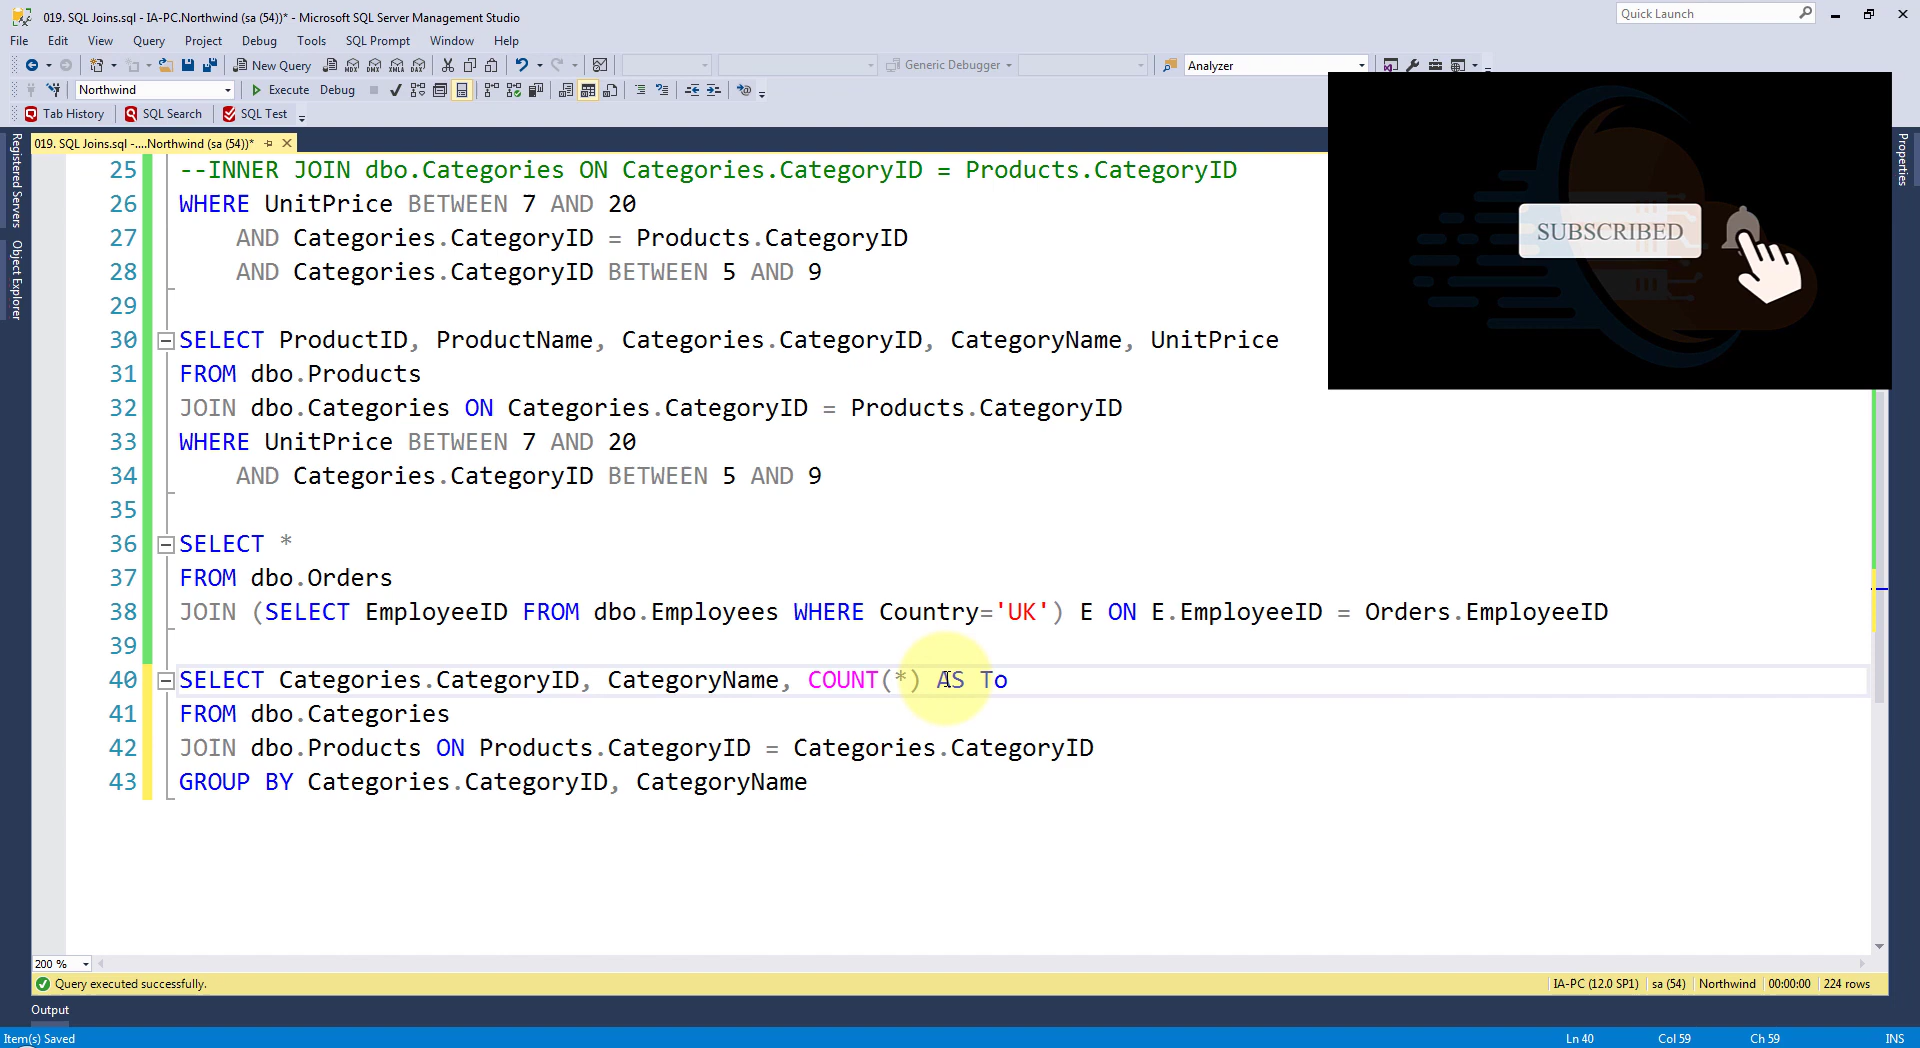 019. SQL Joins.sql - IA-PC.Northwind (sa (54))* - Microsoft SQL Server Management Studio
Quick Launch
File Edit View Query Project Debug Tools SQL Prompt Window Help
New Query
Generic Debugger
Analyzer
Northwind
Execute Debug
Tab History SQL Search SQL Test
019. SQL Joins.sql -....Northwind (sa (54))*
Registered Servers
Object Explorer
Properties
SUBSCRIBED
25 --INNER JOIN dbo.Categories ON Categories.CategoryID = Products.CategoryID
26 WHERE UnitPrice BETWEEN 7 AND 20
27 AND Categories.CategoryID = Products.CategoryID
28 AND Categories.CategoryID BETWEEN 5 AND 9
29
30 SELECT ProductID, ProductName, Categories.CategoryID, CategoryName, UnitPrice
31 FROM dbo.Products
32 JOIN dbo.Categories ON Categories.CategoryID = Products.CategoryID
33 WHERE UnitPrice BETWEEN 7 AND 20
34 AND Categories.CategoryID BETWEEN 5 AND 9
35
36 SELECT *
37 FROM dbo.Orders
38 JOIN (SELECT EmployeeID FROM dbo.Employees WHERE Country='UK') E ON E.EmployeeID = Orders.EmployeeID
39
40 SELECT Categories.CategoryID, CategoryName, COUNT(*) AS To
41 FROM dbo.Categories
42 JOIN dbo.Products ON Products.CategoryID = Categories.CategoryID
43 GROUP BY Categories.CategoryID, CategoryName
200 %
Query executed successfully.
IA-PC (12.0 SP1) sa (54) Northwind 00:00:00 224 rows
Output
Item(s) Saved
Ln 40 Col 59 Ch 59 INS